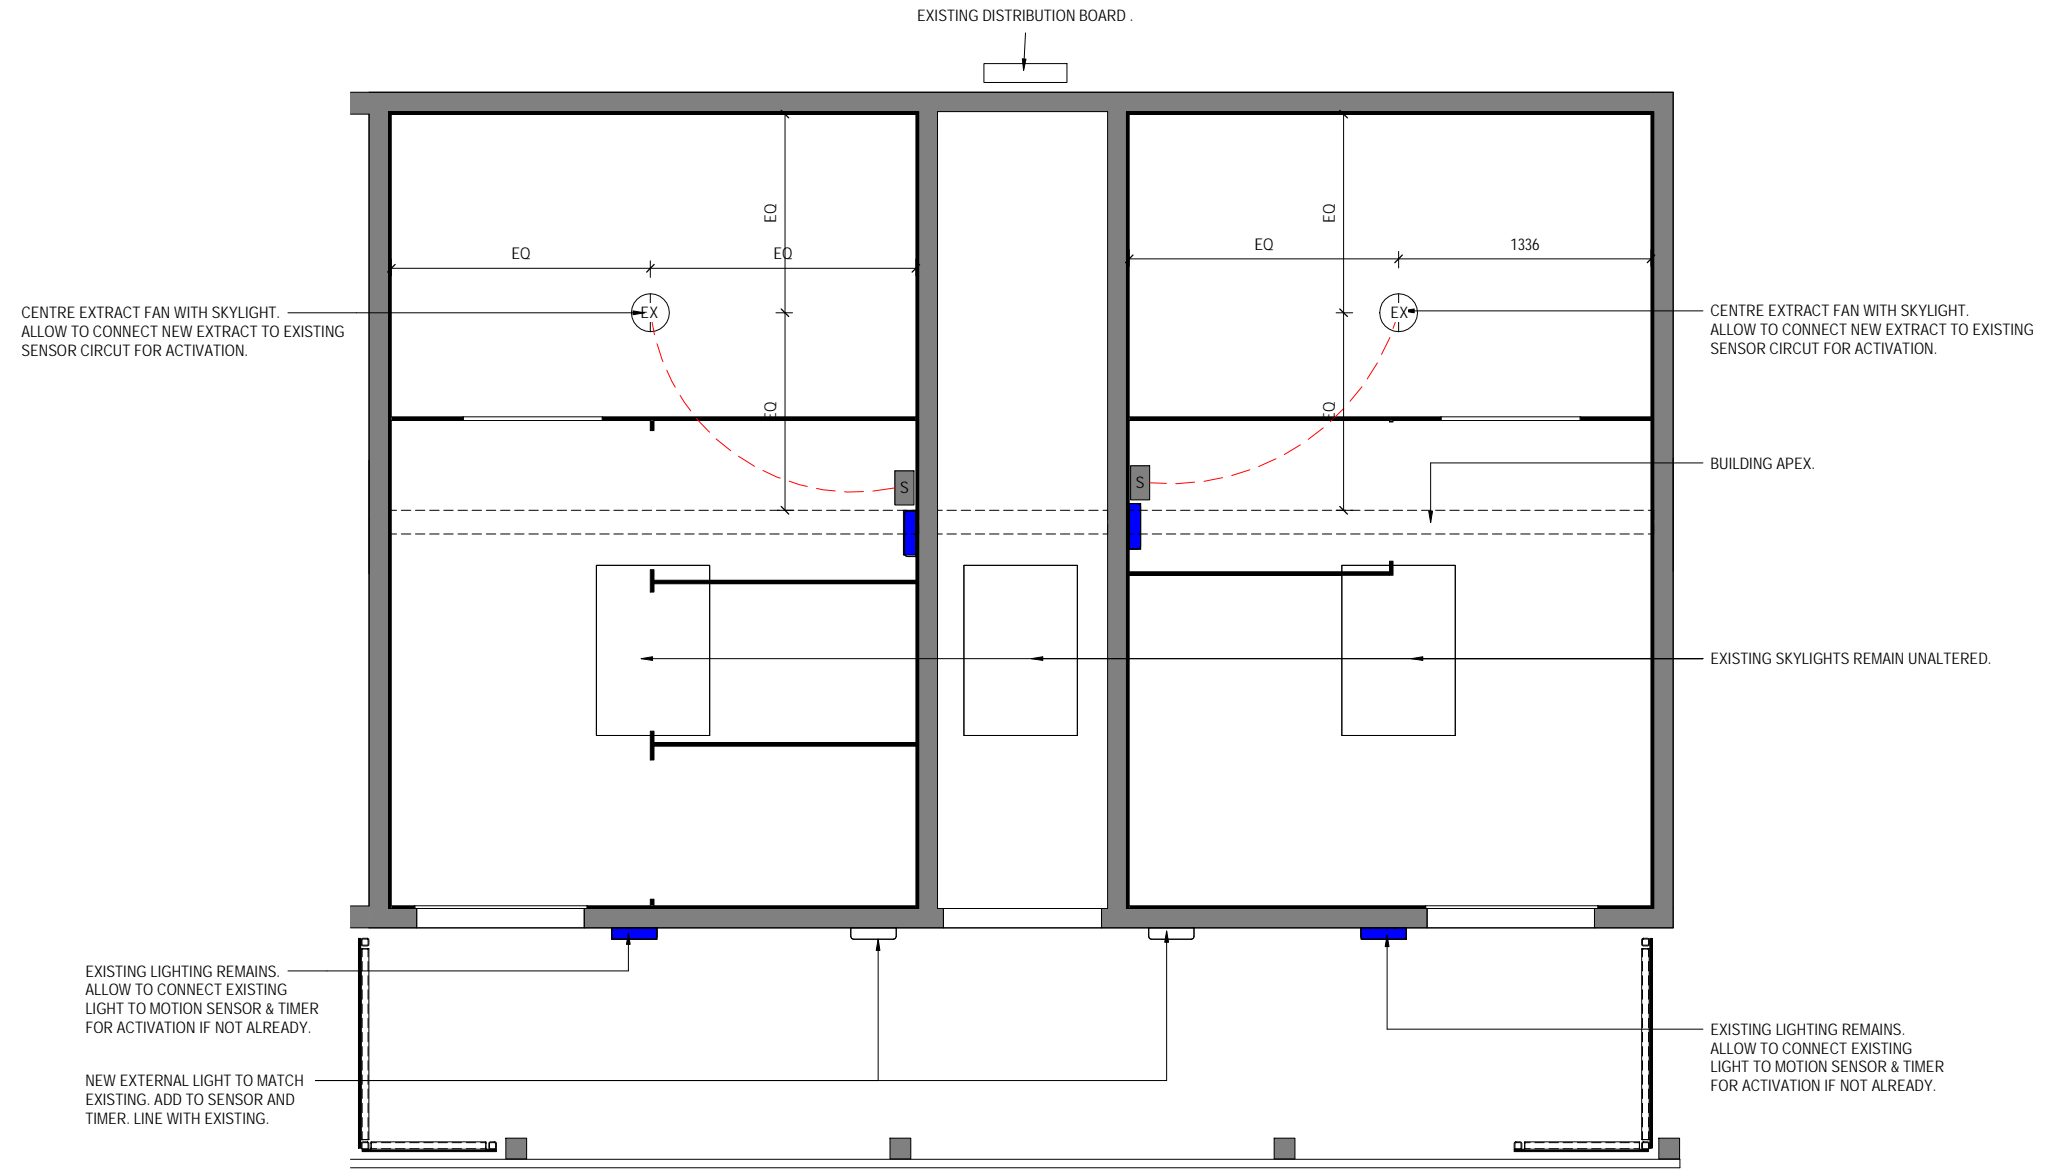 EXISTING DISTRIBUTION BOARD .
EQ
EQ
EQ
EQ
EQ
1336
EX
EX
CENTRE EXTRACT FAN WITH SKYLIGHT.
ALLOW TO CONNECT NEW EXTRACT TO EXISTING
SENSOR CIRCUT FOR ACTIVATION.
CENTRE EXTRACT FAN WITH SKYLIGHT.
ALLOW TO CONNECT NEW EXTRACT TO EXISTING
SENSOR CIRCUT FOR ACTIVATION.
EQ
EQ
S
S
BUILDING APEX.
EXISTING SKYLIGHTS REMAIN UNALTERED.
EXISTING LIGHTING REMAINS.
ALLOW TO CONNECT EXISTING
LIGHT TO MOTION SENSOR & TIMER
FOR ACTIVATION IF NOT ALREADY.
NEW EXTERNAL LIGHT TO MATCH
EXISTING. ADD TO SENSOR AND
TIMER. LINE WITH EXISTING.
EXISTING LIGHTING REMAINS.
ALLOW TO CONNECT EXISTING
LIGHT TO MOTION SENSOR & TIMER
FOR ACTIVATION IF NOT ALREADY.